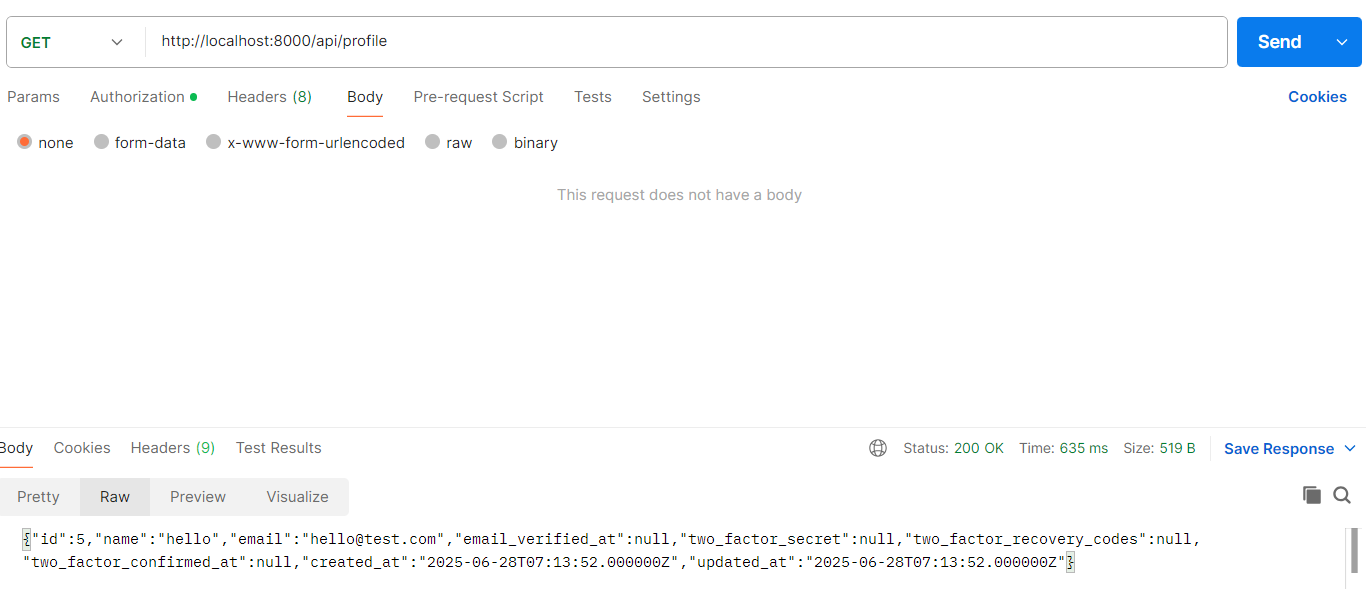 GET http://localhost:8000/api/profile Send
Params Authorization Headers (8) Body Pre-request Script Tests Settings Cookies
none form-data x-www-form-urlencoded raw binary
This request does not have a body
Body Cookies Headers (9) Test Results Status: 200 OK Time: 635 ms Size: 519 B Save Response
Pretty Raw Preview Visualize
{"id":5,"name":"hello","email":"hello@test.com","email_verified_at":null,"two_factor_secret":null,"two_factor_recovery_codes":null,
"two_factor_confirmed_at":null,"created_at":"2025-06-28T07:13:52.000000Z","updated_at":"2025-06-28T07:13:52.000000Z"}